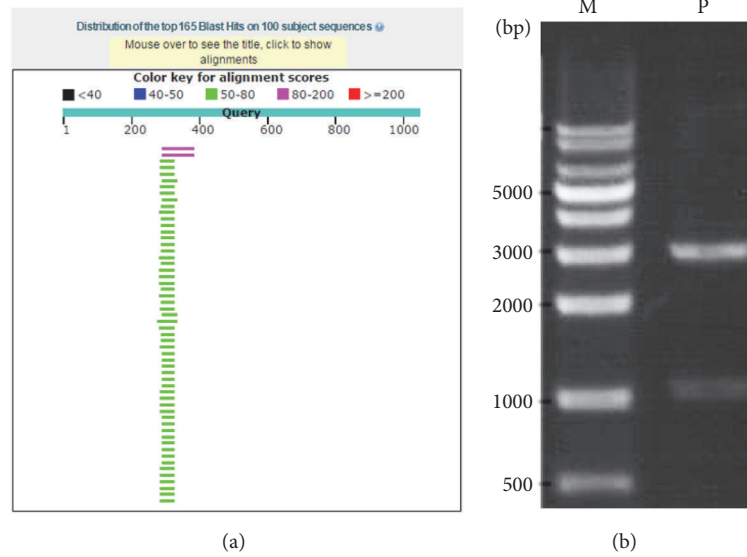 Distribution of the top 165 Blast Hits on 100 subject sequences
Mouse over to see the title, click to show
alignments
Color key for alignment scores
<40 40-50 50-80 80-200 >=200
Query
1 200 400 600 800 1000
(a)
M P
(bp)
5000
3000
2000
1000
500
(b)